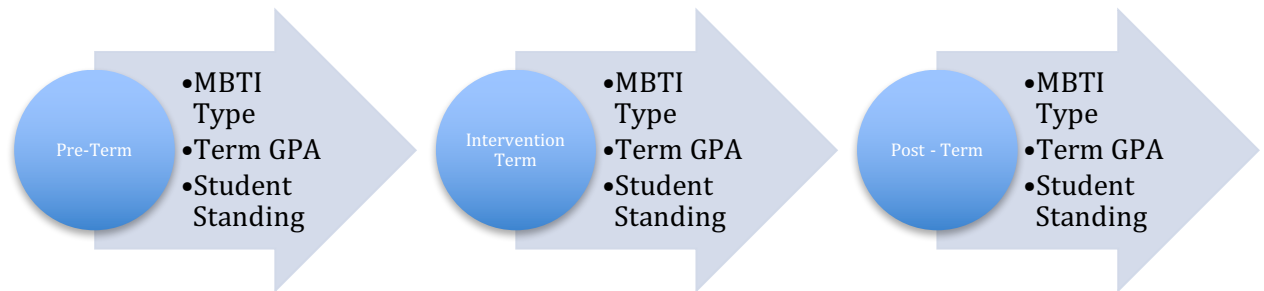 Pre-Term
•MBTI
Type
•Term GPA
•Student
Standing
Intervention
Term
•MBTI
Type
•Term GPA
•Student
Standing
Post - Term
•MBTI
Type
•Term GPA
•Student
Standing